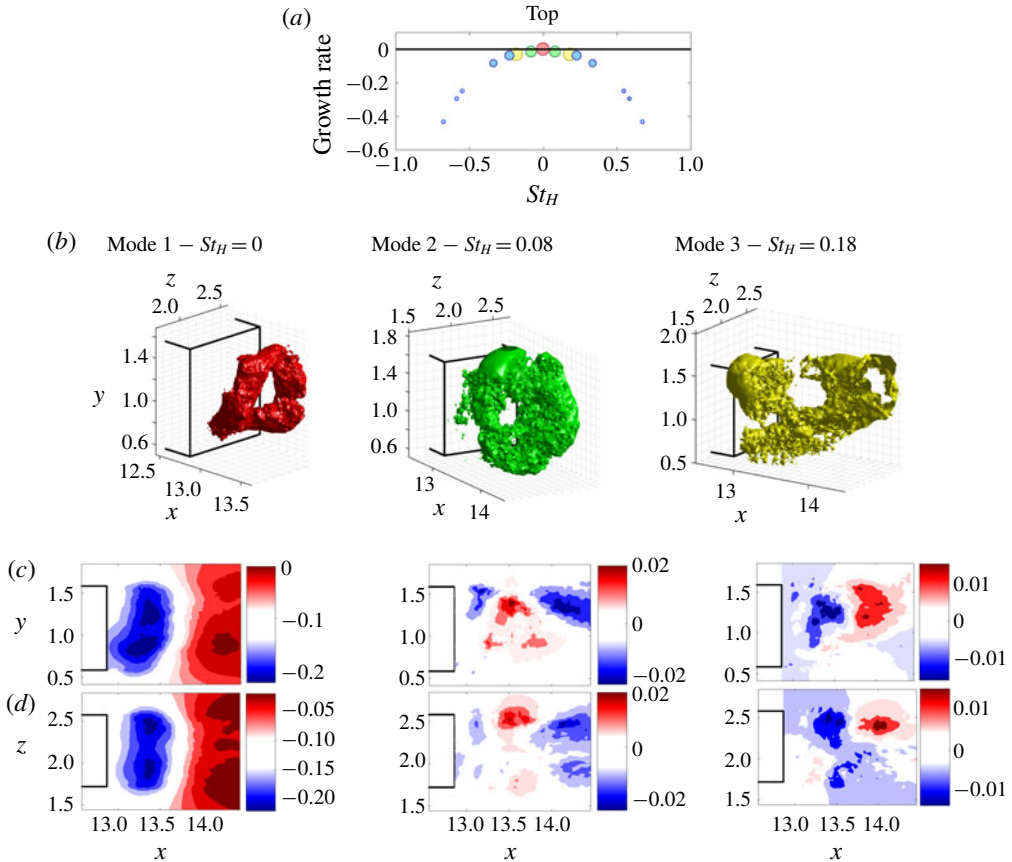 (a)
Top
Growth rate
0
−0.2
−0.4
−0.6
−1.0 −0.5 0 0.5 1.0
St_H
(b)
Mode 1 − St_H = 0
Mode 2 − St_H = 0.08
Mode 3 − St_H = 0.18
z
2.0 2.5
1.4
1.0
0.6
y
12.5 13.0 13.5
x
z
1.5 2.0 2.5
1.8
1.4
1.0
0.6
13 14
x
z
1.5 2.0 2.5
2.0
1.5
1.0
0.5
13 14
x
(c)
y
1.5
1.0
0.5
0
−0.1
−0.2
1.5
1.0
0.5
0.02
0
−0.02
1.5
1.0
0.5
0.01
0
−0.01
(d)
z
2.5
2.0
1.5
13.0 13.5 14.0
x
−0.05
−0.10
−0.15
−0.20
2.5
2.0
1.5
13.0 13.5 14.0
x
0.02
0
−0.02
2.5
2.0
1.5
13.0 13.5 14.0
x
0.01
0
−0.01